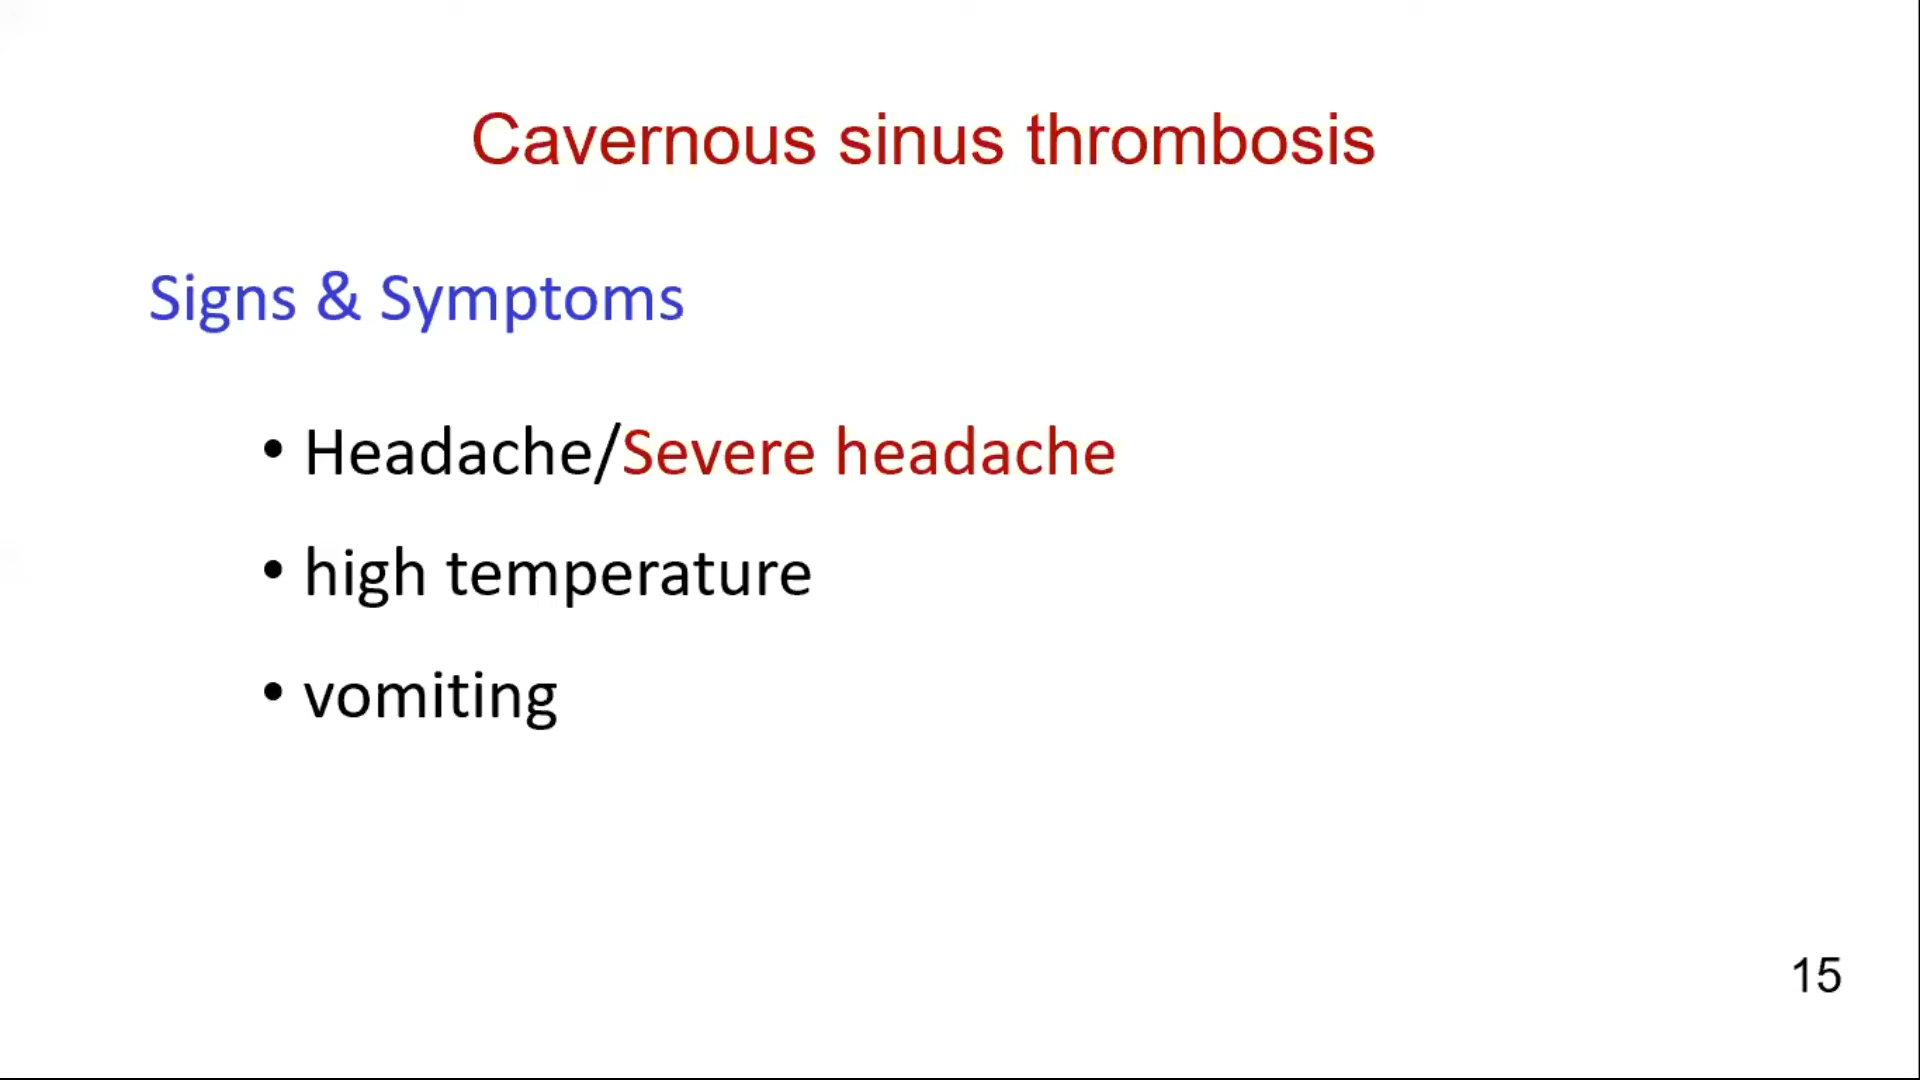 Cavernous sinus thrombosis
Signs & Symptoms
• Headache/Severe headache
• high temperature
• vomiting
15